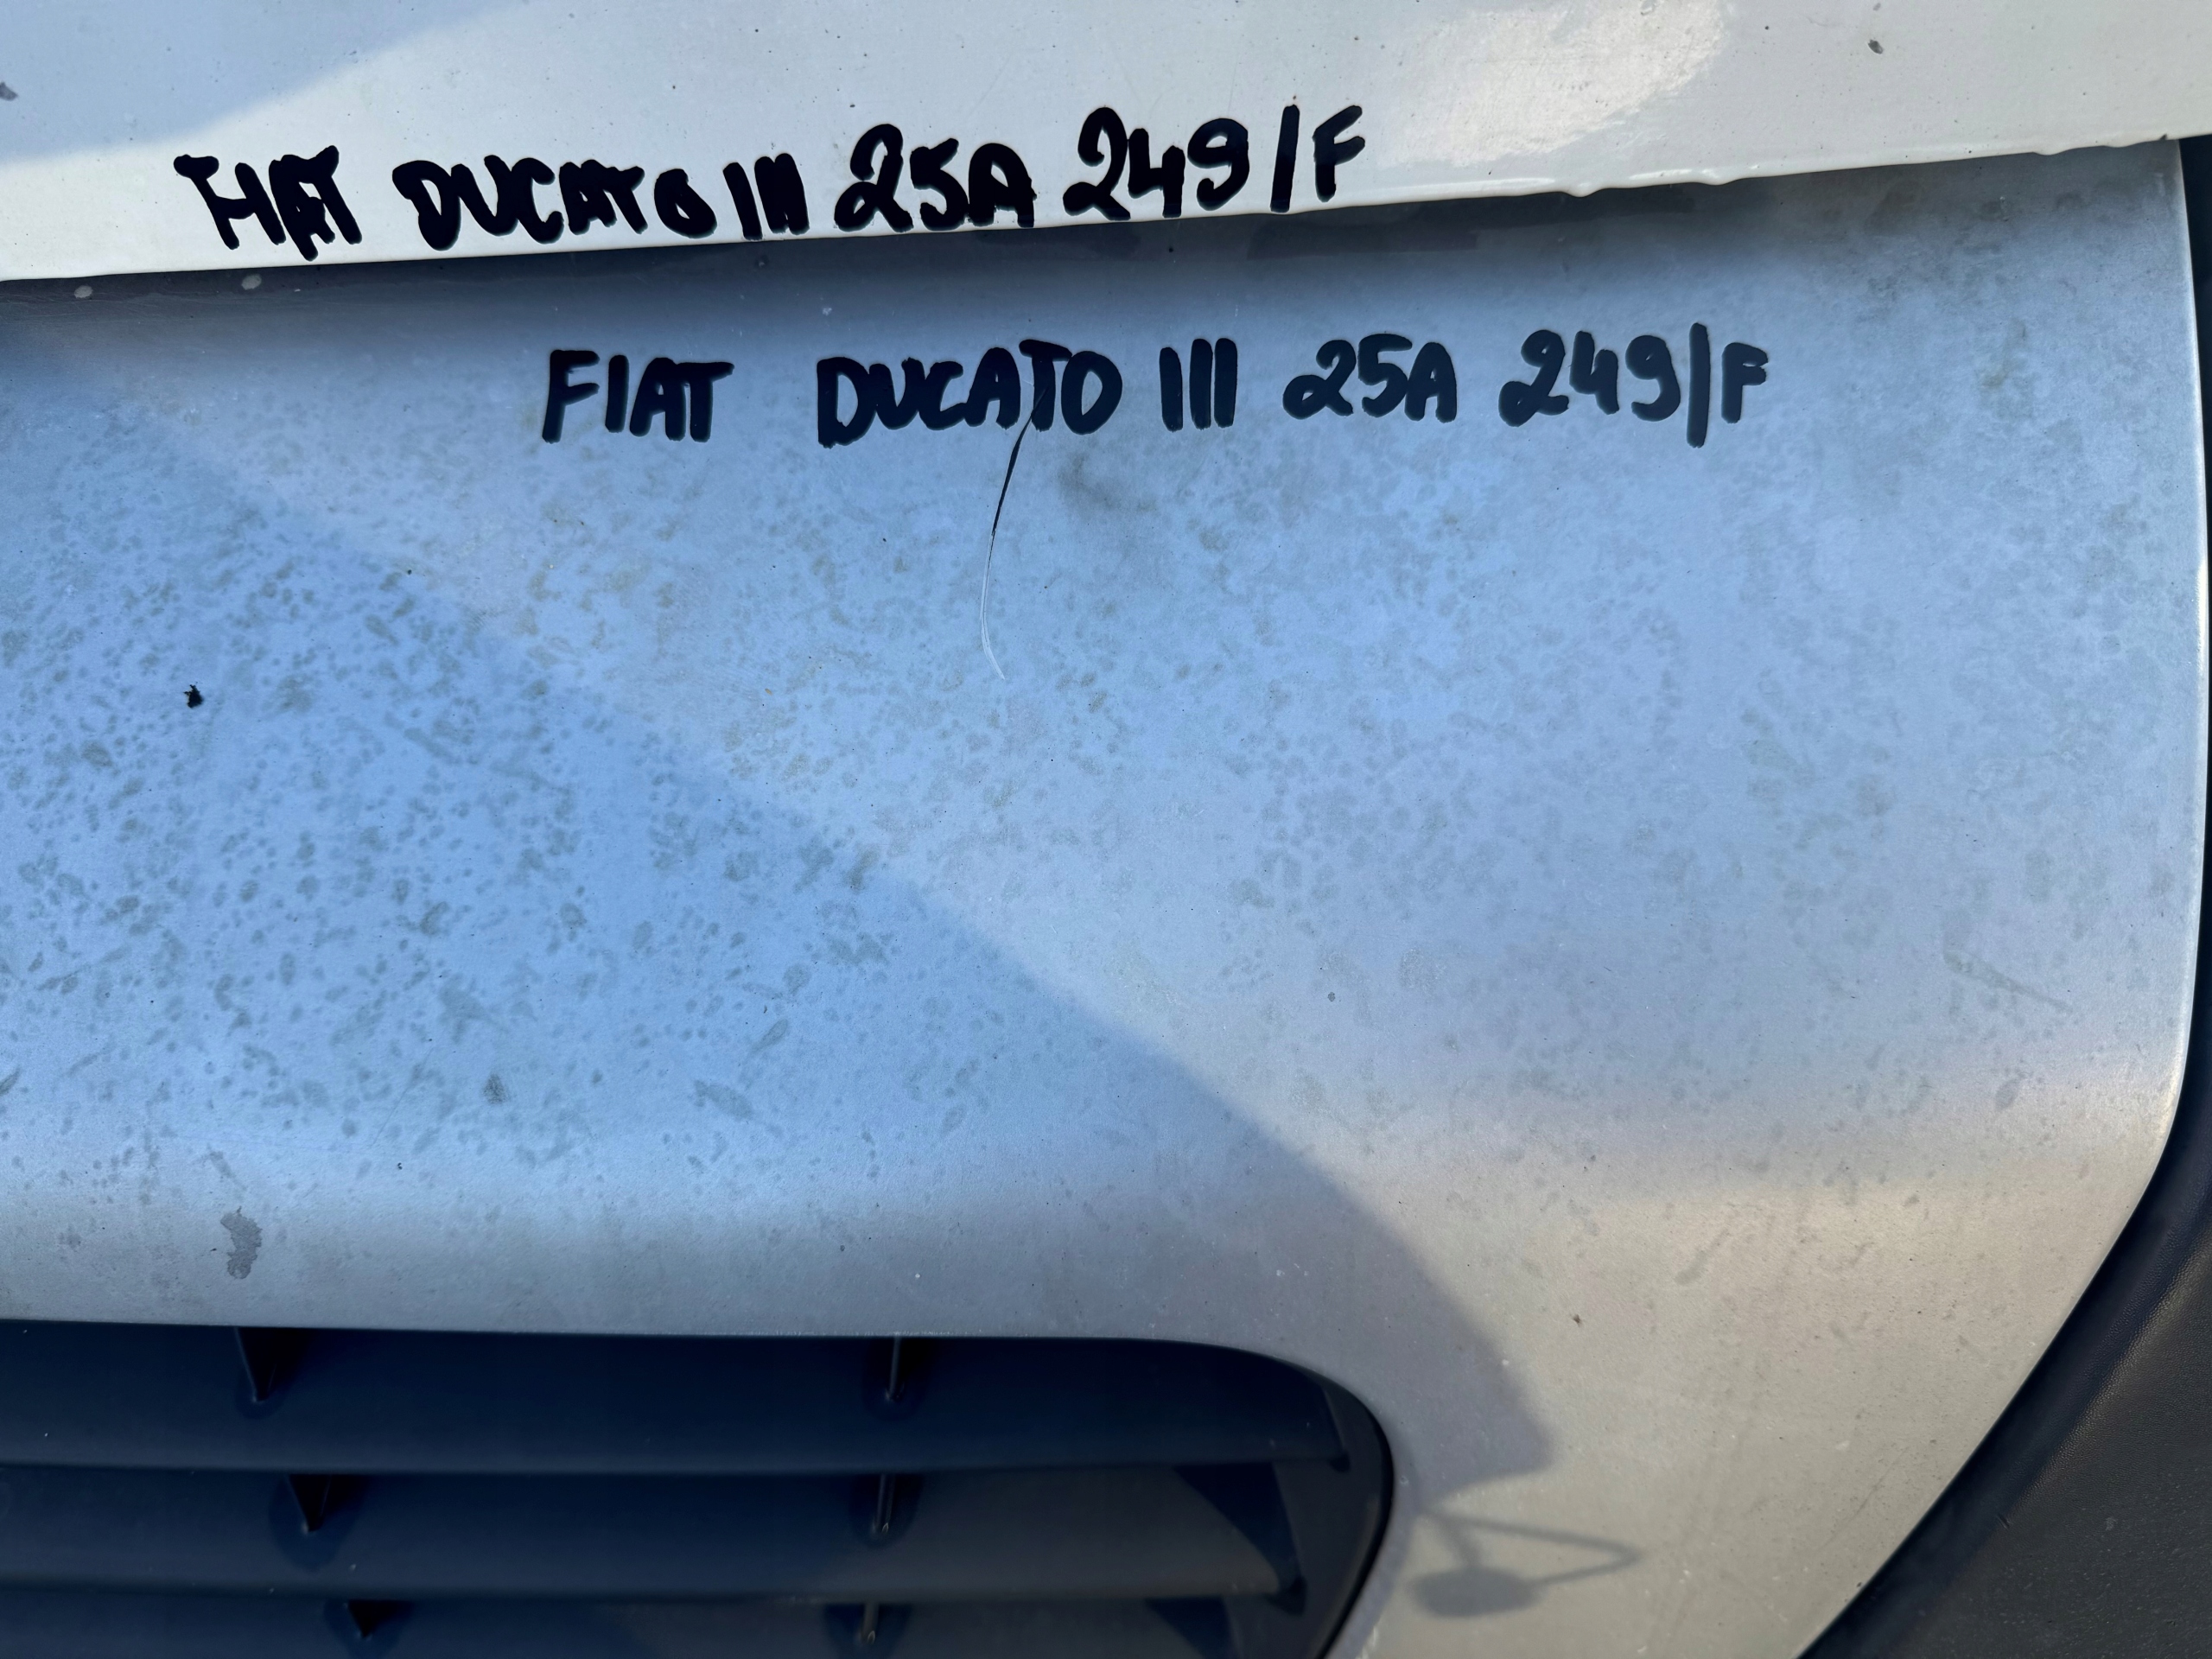 FIAT DUCATO III 25A 249/F
FIAT DUCATO III 25A 249/F